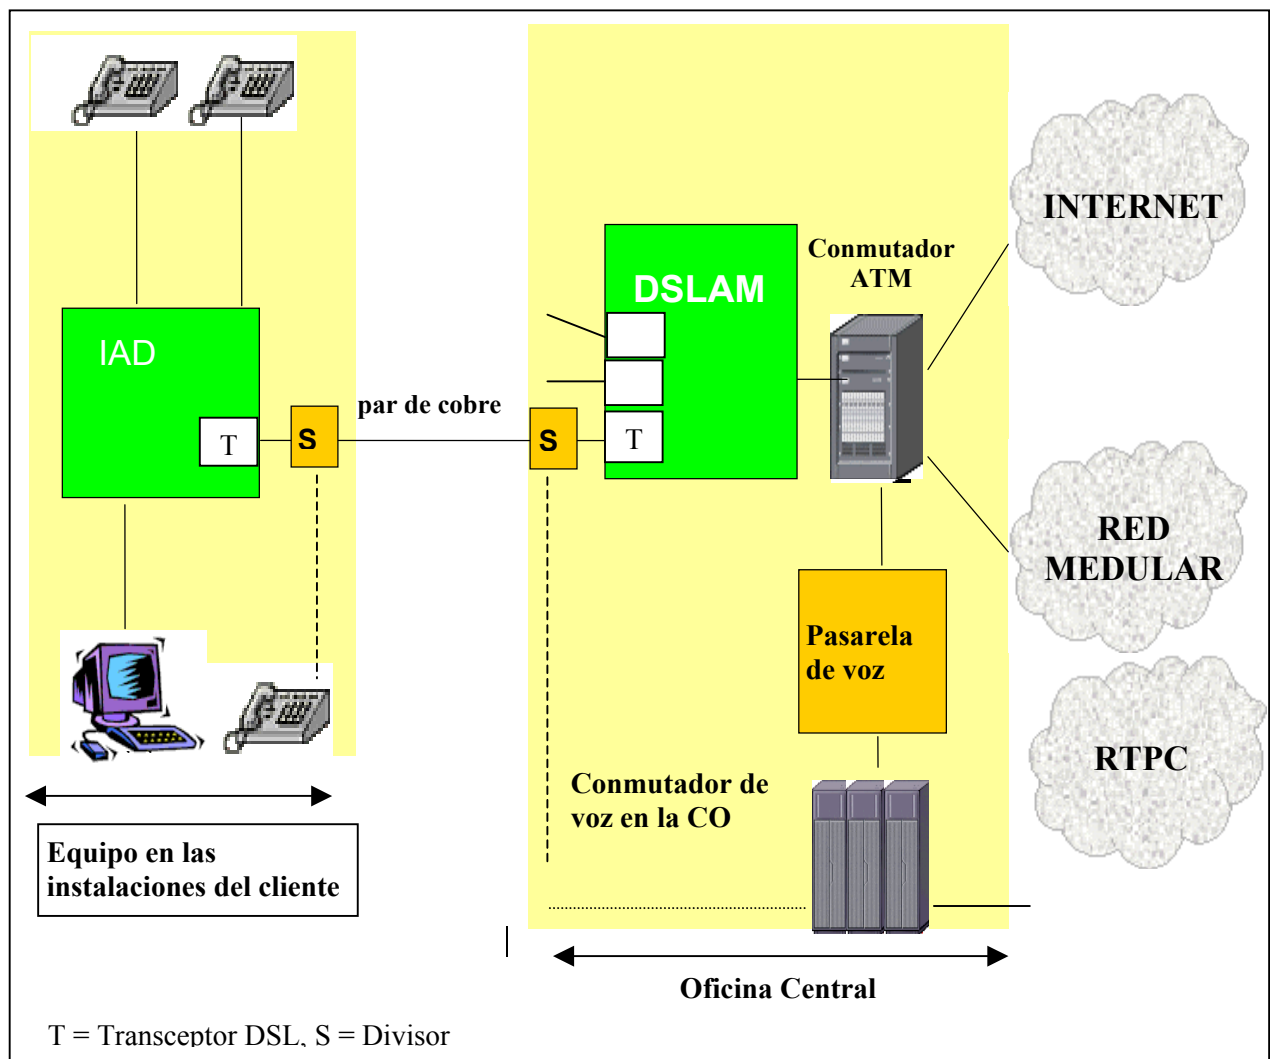 INTERNET
DSLAM
Conmutador
ATM
IAD
par de cobre
T
S
S
T
RED
MEDULAR
Pasarela
de voz
RTPC
Conmutador de
voz en la CO
Equipo en las
instalaciones del cliente
Oficina Central
T = Transceptor DSL, S = Divisor